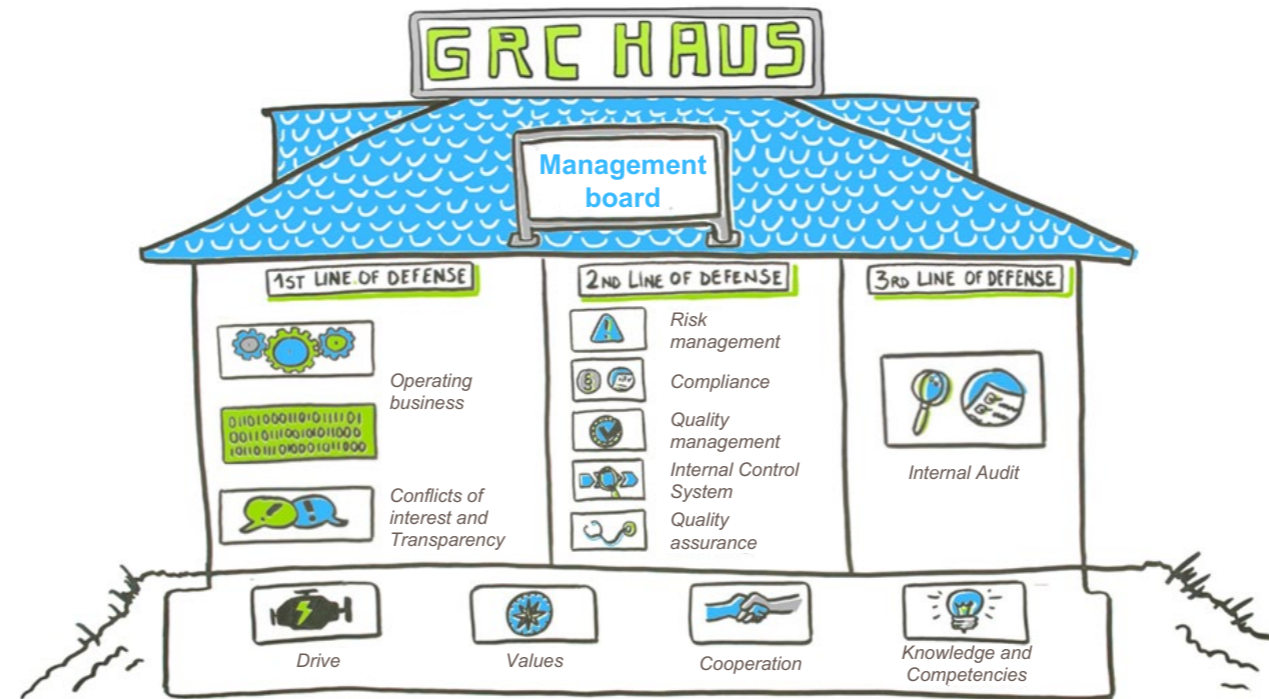 GRC HAUS
Management
board
1ST LINE OF DEFENSE
Operating
business
Conflicts of
interest and
Transparency
2ND LINE OF DEFENSE
Risk
management
Compliance
Quality
management
Internal Control
System
Quality
assurance
3RD LINE OF DEFENSE
Internal Audit
Drive
Values
Cooperation
Knowledge and
Competencies